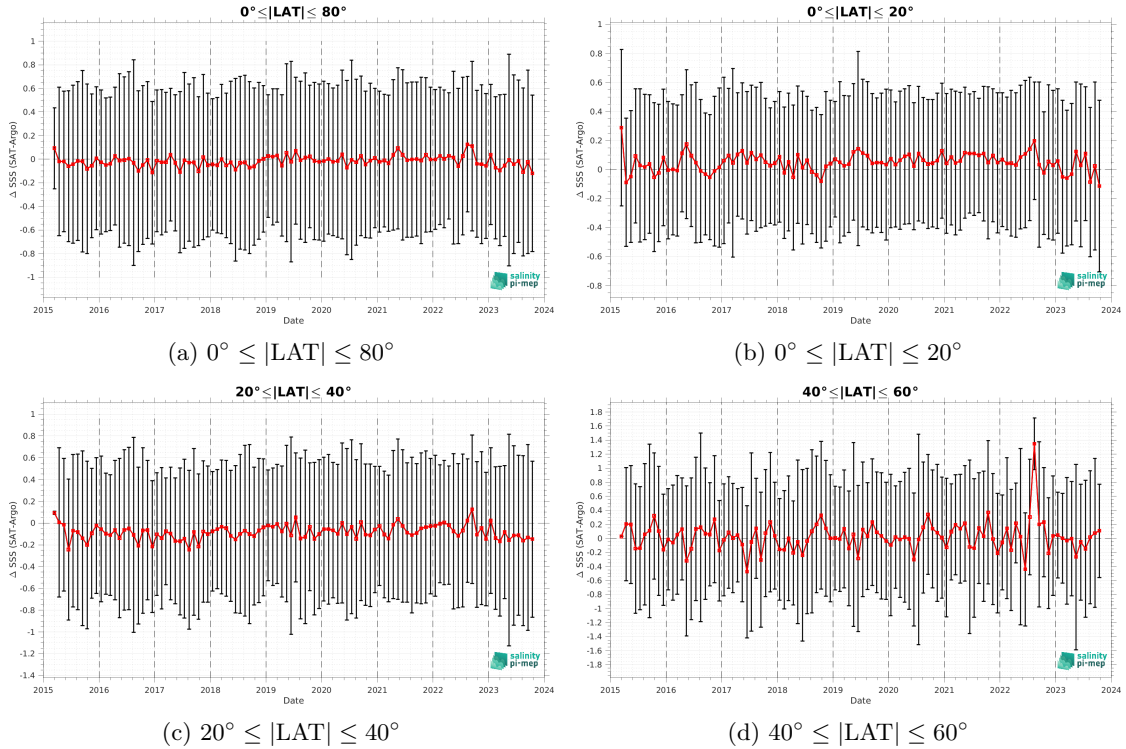 0°≤|LAT|≤ 80°
1
0.8
0.6
0.4
0.2
0
-0.2
-0.4
-0.6
-0.8
-1
Δ SSS (SAT-Argo)
salinity
pi-mep
2015 2016 2017 2018 2019 2020 2021 2022 2023 2024
Date
(a) 0° ≤ |LAT| ≤ 80°
0°≤|LAT|≤ 20°
1
0.8
0.6
0.4
0.2
0
-0.2
-0.4
-0.6
-0.8
Δ SSS (SAT-Argo)
salinity
pi-mep
2015 2016 2017 2018 2019 2020 2021 2022 2023 2024
Date
(b) 0° ≤ |LAT| ≤ 20°
20°≤|LAT|≤ 40°
1
0.8
0.6
0.4
0.2
0
-0.2
-0.4
-0.6
-0.8
-1
-1.2
-1.4
Δ SSS (SAT-Argo)
salinity
pi-mep
2015 2016 2017 2018 2019 2020 2021 2022 2023 2024
Date
(c) 20° ≤ |LAT| ≤ 40°
40°≤|LAT|≤ 60°
1.8
1.6
1.4
1.2
1
0.8
0.6
0.4
0.2
0
-0.2
-0.4
-0.6
-0.8
-1
-1.2
-1.4
-1.6
-1.8
Δ SSS (SAT-Argo)
salinity
pi-mep
2015 2016 2017 2018 2019 2020 2021 2022 2023 2024
Date
(d) 40° ≤ |LAT| ≤ 60°